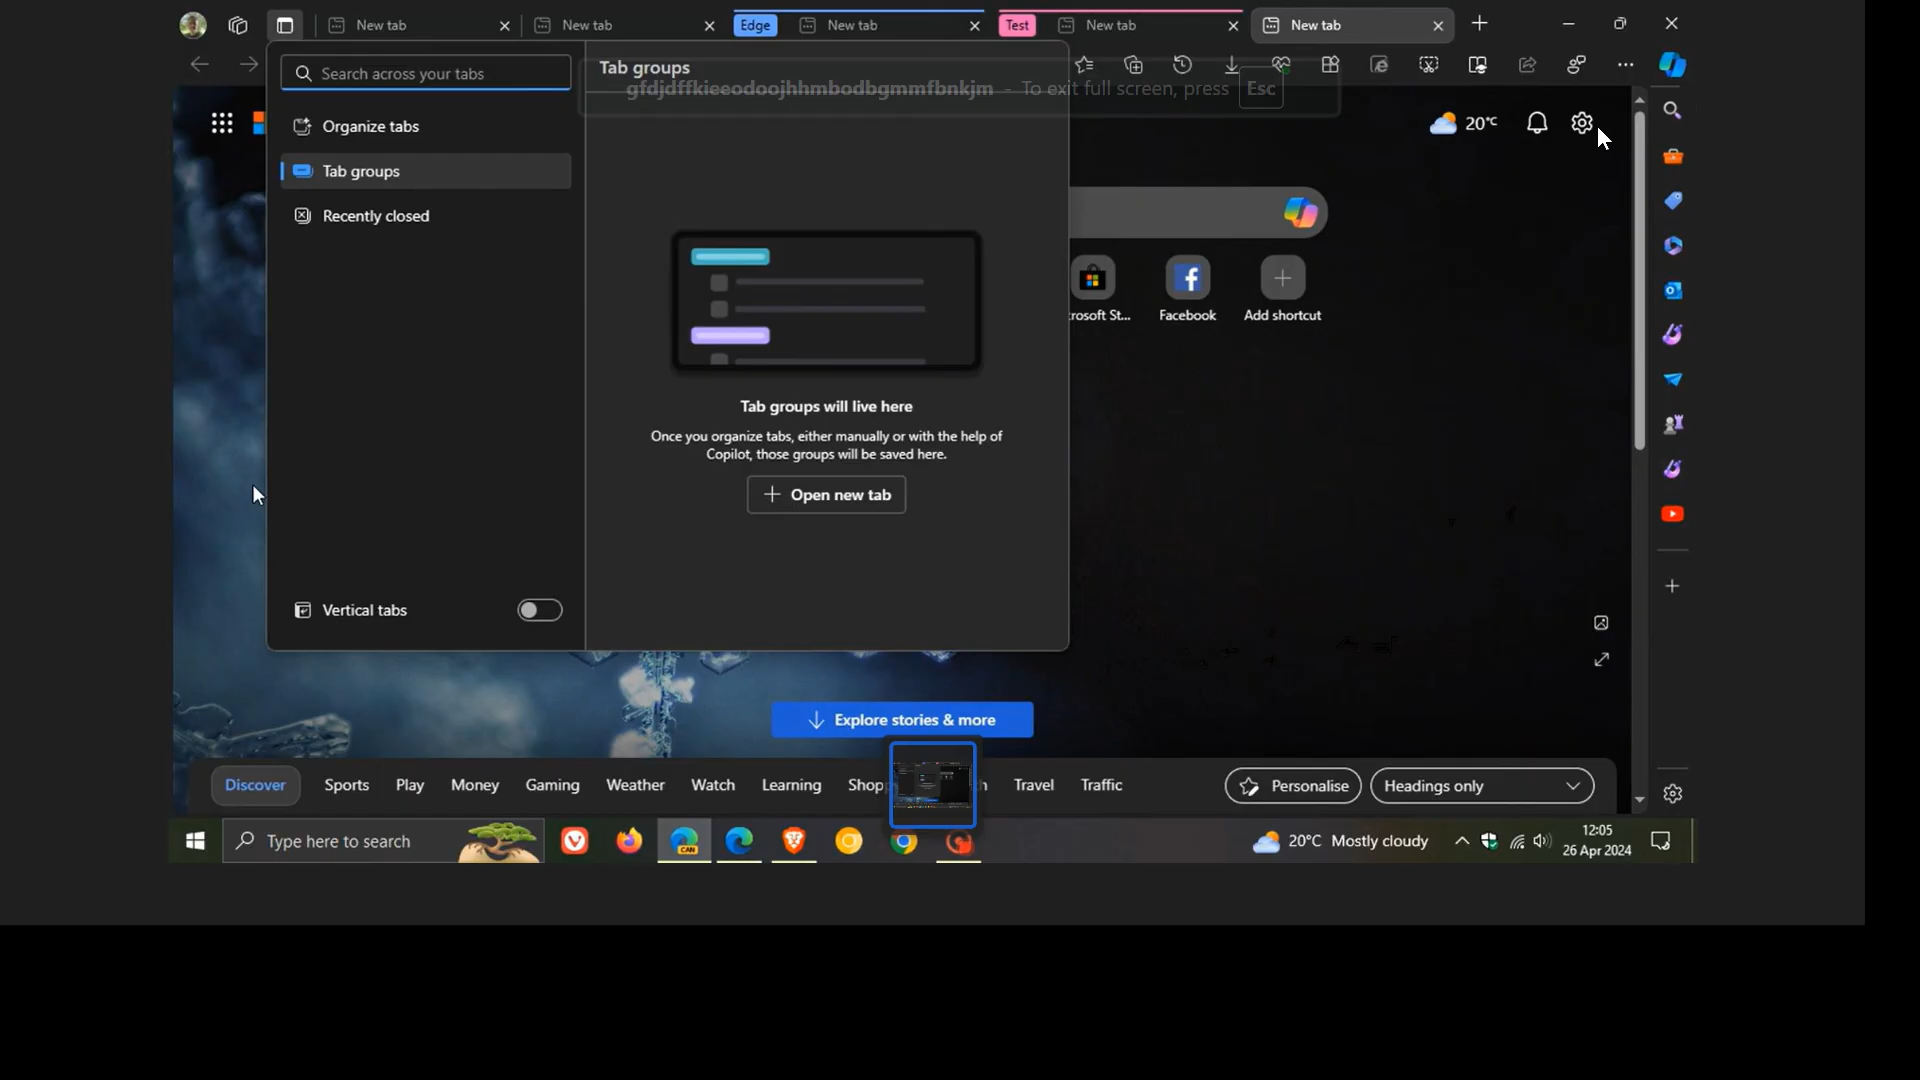 New tab
New tab
Edge
New tab
Test
New tab
New tab
Search across your tabs
Tab groups
gfdjdffkieeodoojhhmbodbgmmfbnkjm - To exit full screen, press Esc
Organize tabs
Tab groups
Recently closed
20°C
rosoft St...
Facebook
Add shortcut
Tab groups will live here
Once you organize tabs, either manually or with the help of
Copilot, those groups will be saved here.
Open new tab
Vertical tabs
Explore stories & more
Discover
Sports
Play
Money
Gaming
Weather
Watch
Learning
Shop
Travel
Traffic
Personalise
Headings only
Type here to search
CAN
20°C Mostly cloudy
12:05
26 Apr 2024